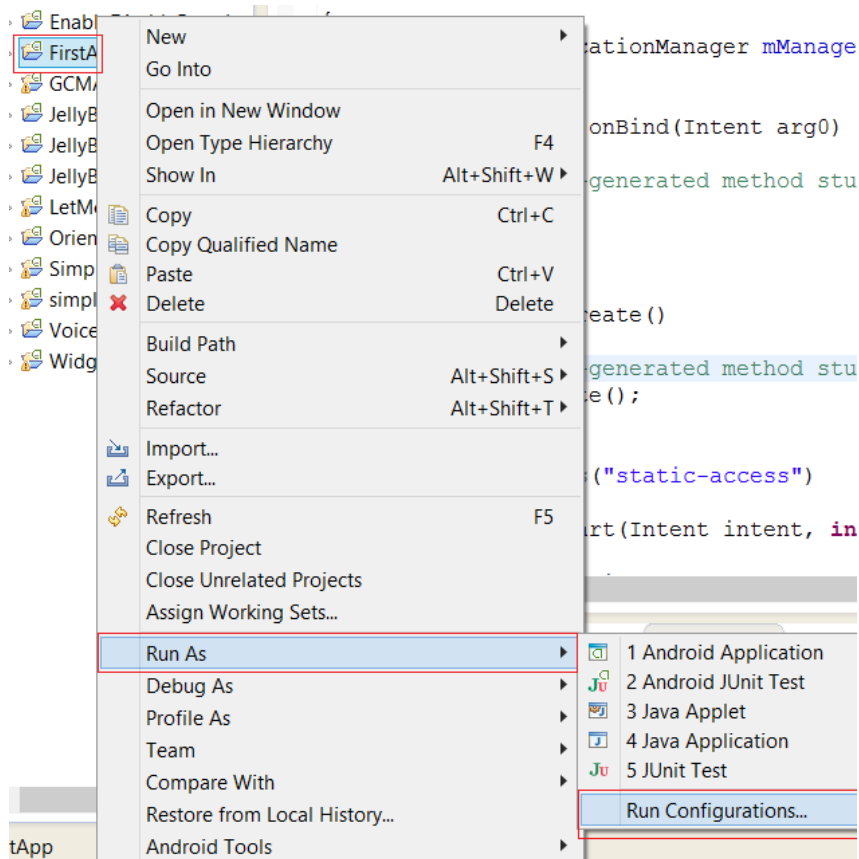 Enabl
FirstA
GCMA
JellyB
JellyB
JellyB
LetMe
Orien
Simp
simpl
Voice
Widg
tApp
New
Go Into
Open in New Window
Open Type Hierarchy F4
Show In Alt+Shift+W
Copy Ctrl+C
Copy Qualified Name
Paste Ctrl+V
Delete Delete
Build Path
Source Alt+Shift+S
Refactor Alt+Shift+T
Import...
Export...
Refresh F5
Close Project
Close Unrelated Projects
Assign Working Sets...
Run As
Debug As
Profile As
Team
Compare With
Restore from Local History...
Android Tools
1 Android Application
2 Android JUnit Test
3 Java Applet
4 Java Application
5 JUnit Test
Run Configurations...
cationManager mManage
onBind(Intent arg0)
-generated method stu
reate()
-generated method stu
te();
s("static-access")
art(Intent intent, in